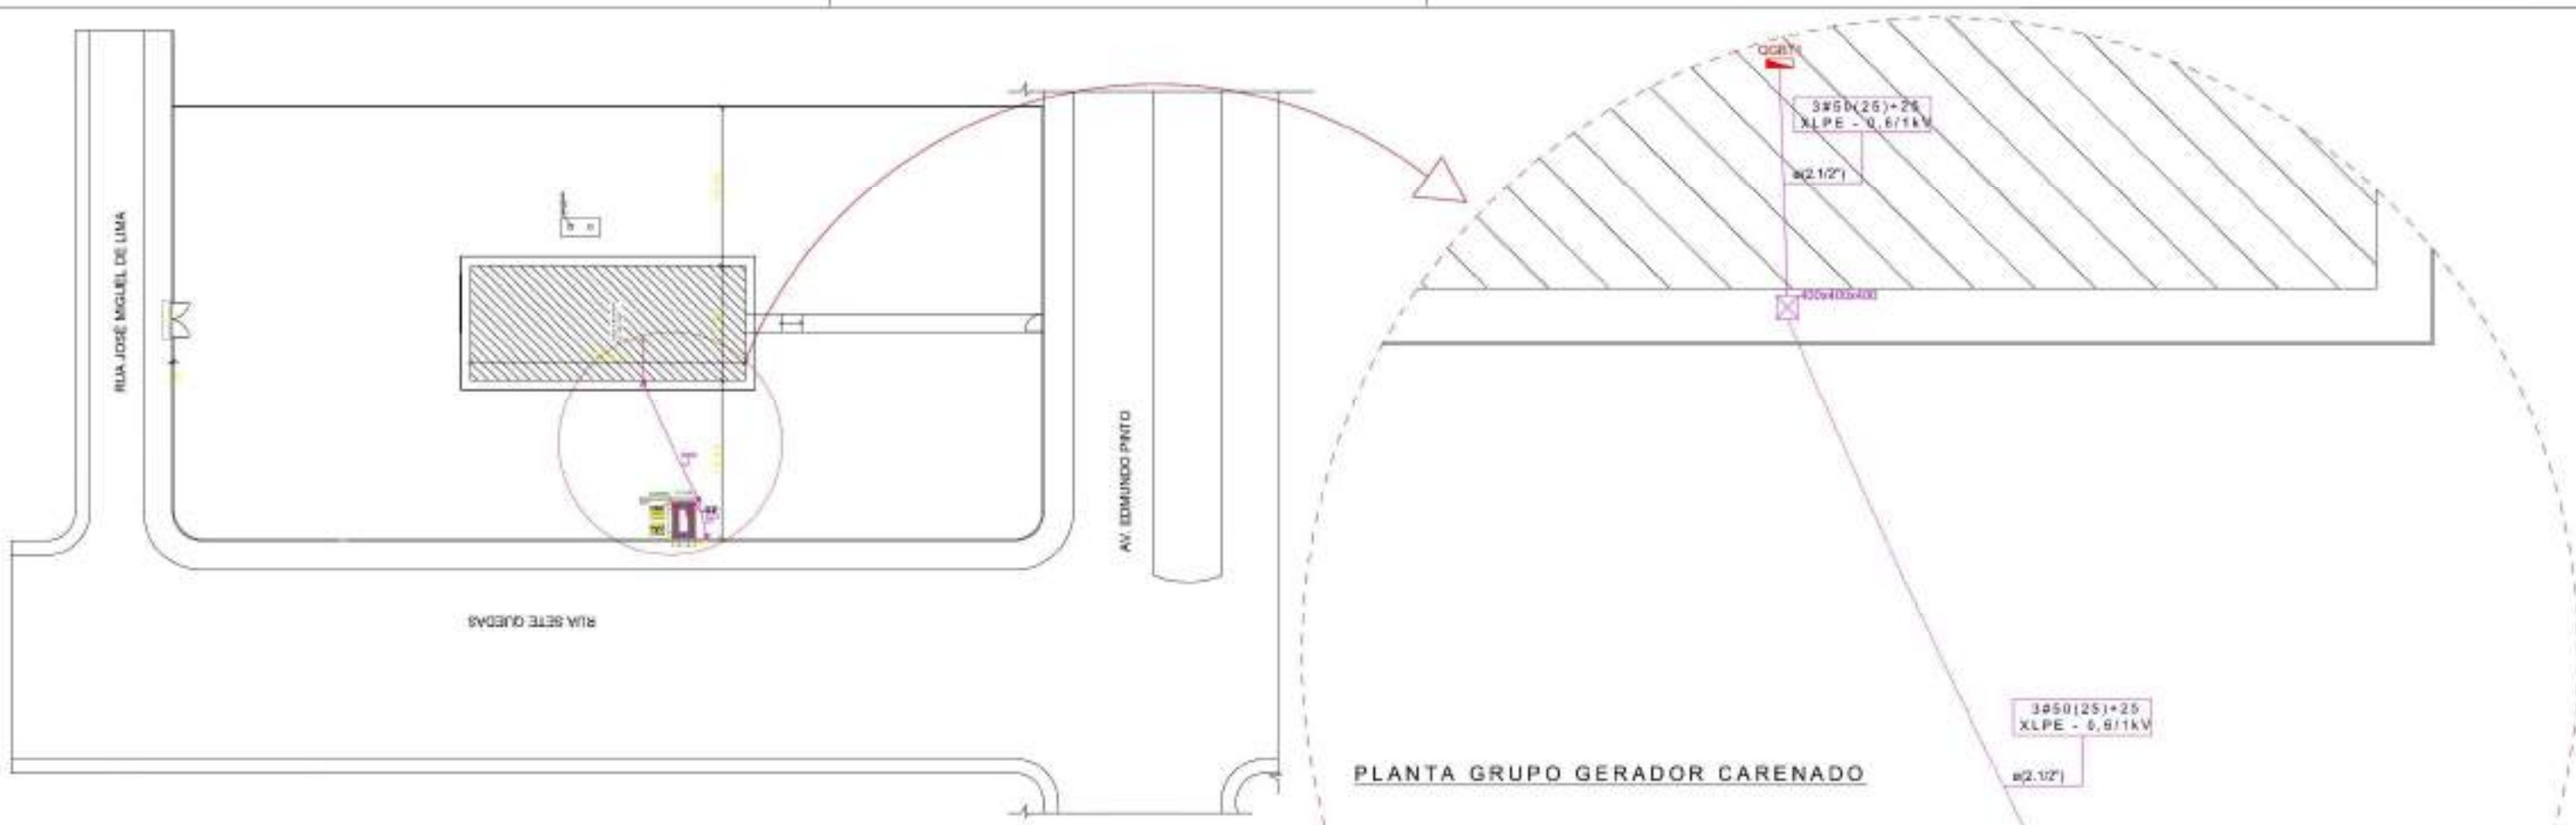 RUA JOSÉ MIGUEL DE LIMA
RUA SETE QUEDAS
AV. EDMUNDO PINTO
QGBT1
3#50(25)+25
XLPE - 0,6/1kV
ø(2.1/2")
400x400x400
3#50(25)+25
XLPE - 0,6/1kV
ø(2.1/2")
PLANTA GRUPO GERADOR CARENADO